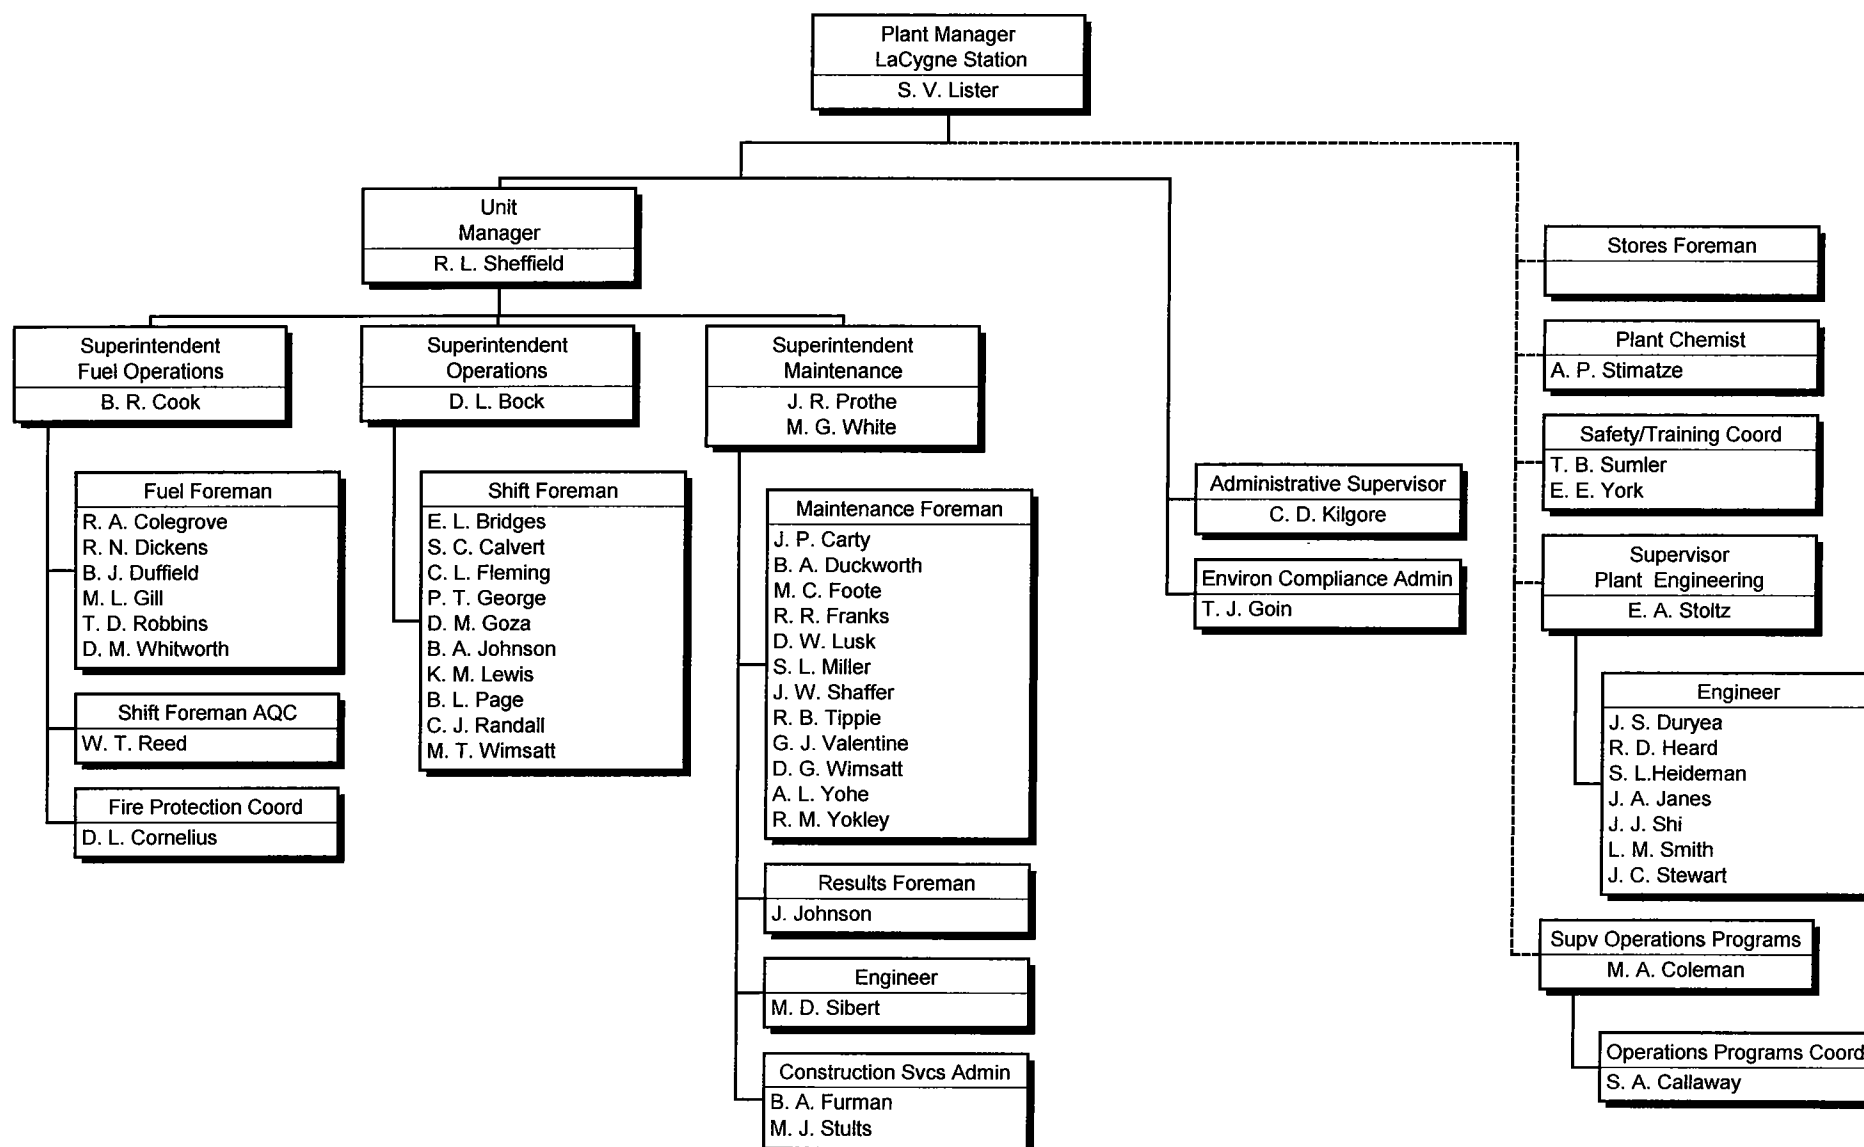 Plant Manager
LaCygne Station
S. V. Lister
Unit
Manager
R. L. Sheffield
Superintendent
Fuel Operations
B. R. Cook
Fuel Foreman
R. A. Colegrove
R. N. Dickens
B. J. Duffield
M. L. Gill
T. D. Robbins
D. M. Whitworth
Shift Foreman AQC
W. T. Reed
Fire Protection Coord
D. L. Cornelius
Superintendent
Operations
D. L. Bock
Shift Foreman
E. L. Bridges
S. C. Calvert
C. L. Fleming
P. T. George
D. M. Goza
B. A. Johnson
K. M. Lewis
B. L. Page
C. J. Randall
M. T. Wimsatt
Superintendent
Maintenance
J. R. Prothe
M. G. White
Maintenance Foreman
J. P. Carty
B. A. Duckworth
M. C. Foote
R. R. Franks
D. W. Lusk
S. L. Miller
J. W. Shaffer
R. B. Tippie
G. J. Valentine
D. G. Wimsatt
A. L. Yohe
R. M. Yokley
Results Foreman
J. Johnson
Engineer
M. D. Sibert
Construction Svcs Admin
B. A. Furman
M. J. Stults
Administrative Supervisor
C. D. Kilgore
Environ Compliance Admin
T. J. Goin
Stores Foreman
Plant Chemist
A. P. Stimatze
Safety/Training Coord
T. B. Sumler
E. E. York
Supervisor
Plant Engineering
E. A. Stoltz
Engineer
J. S. Duryea
R. D. Heard
S. L.Heideman
J. A. Janes
J. J. Shi
L. M. Smith
J. C. Stewart
Supv Operations Programs
M. A. Coleman
Operations Programs Coord
S. A. Callaway